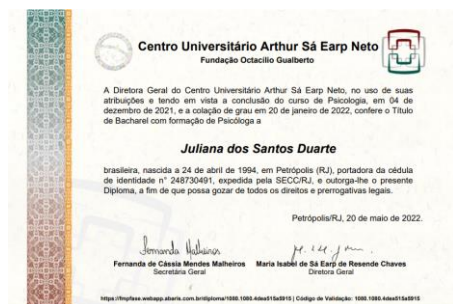 Centro Universitário Arthur Sá Earp Neto
Fundação Octacílio Gualberto
A Diretora Geral do Centro Universitário Arthur Sá Earp Neto, no uso de suas
atribuições e tendo em vista a conclusão do curso de Psicologia, em 04 de
dezembro de 2021, e a colação de grau em 20 de janeiro de 2022, confere o Título
de Bacharel com formação de Psicóloga a
Juliana dos Santos Duarte
brasileira, nascida a 24 de abril de 1994, em Petrópolis (RJ), portadora da cédula
de identidade n° 248730491, expedida pela SECC/RJ, e outorga-lhe o presente
Diploma, a fim de que possa gozar de todos os direitos e prerrogativas legais.
Petrópolis/RJ, 20 de maio de 2022.
Fernanda de Cássia Mendes Malheiros
Secretária Geral
Maria Isabel de Sá Earp de Resende Chaves
Diretora Geral
Código de Validação: